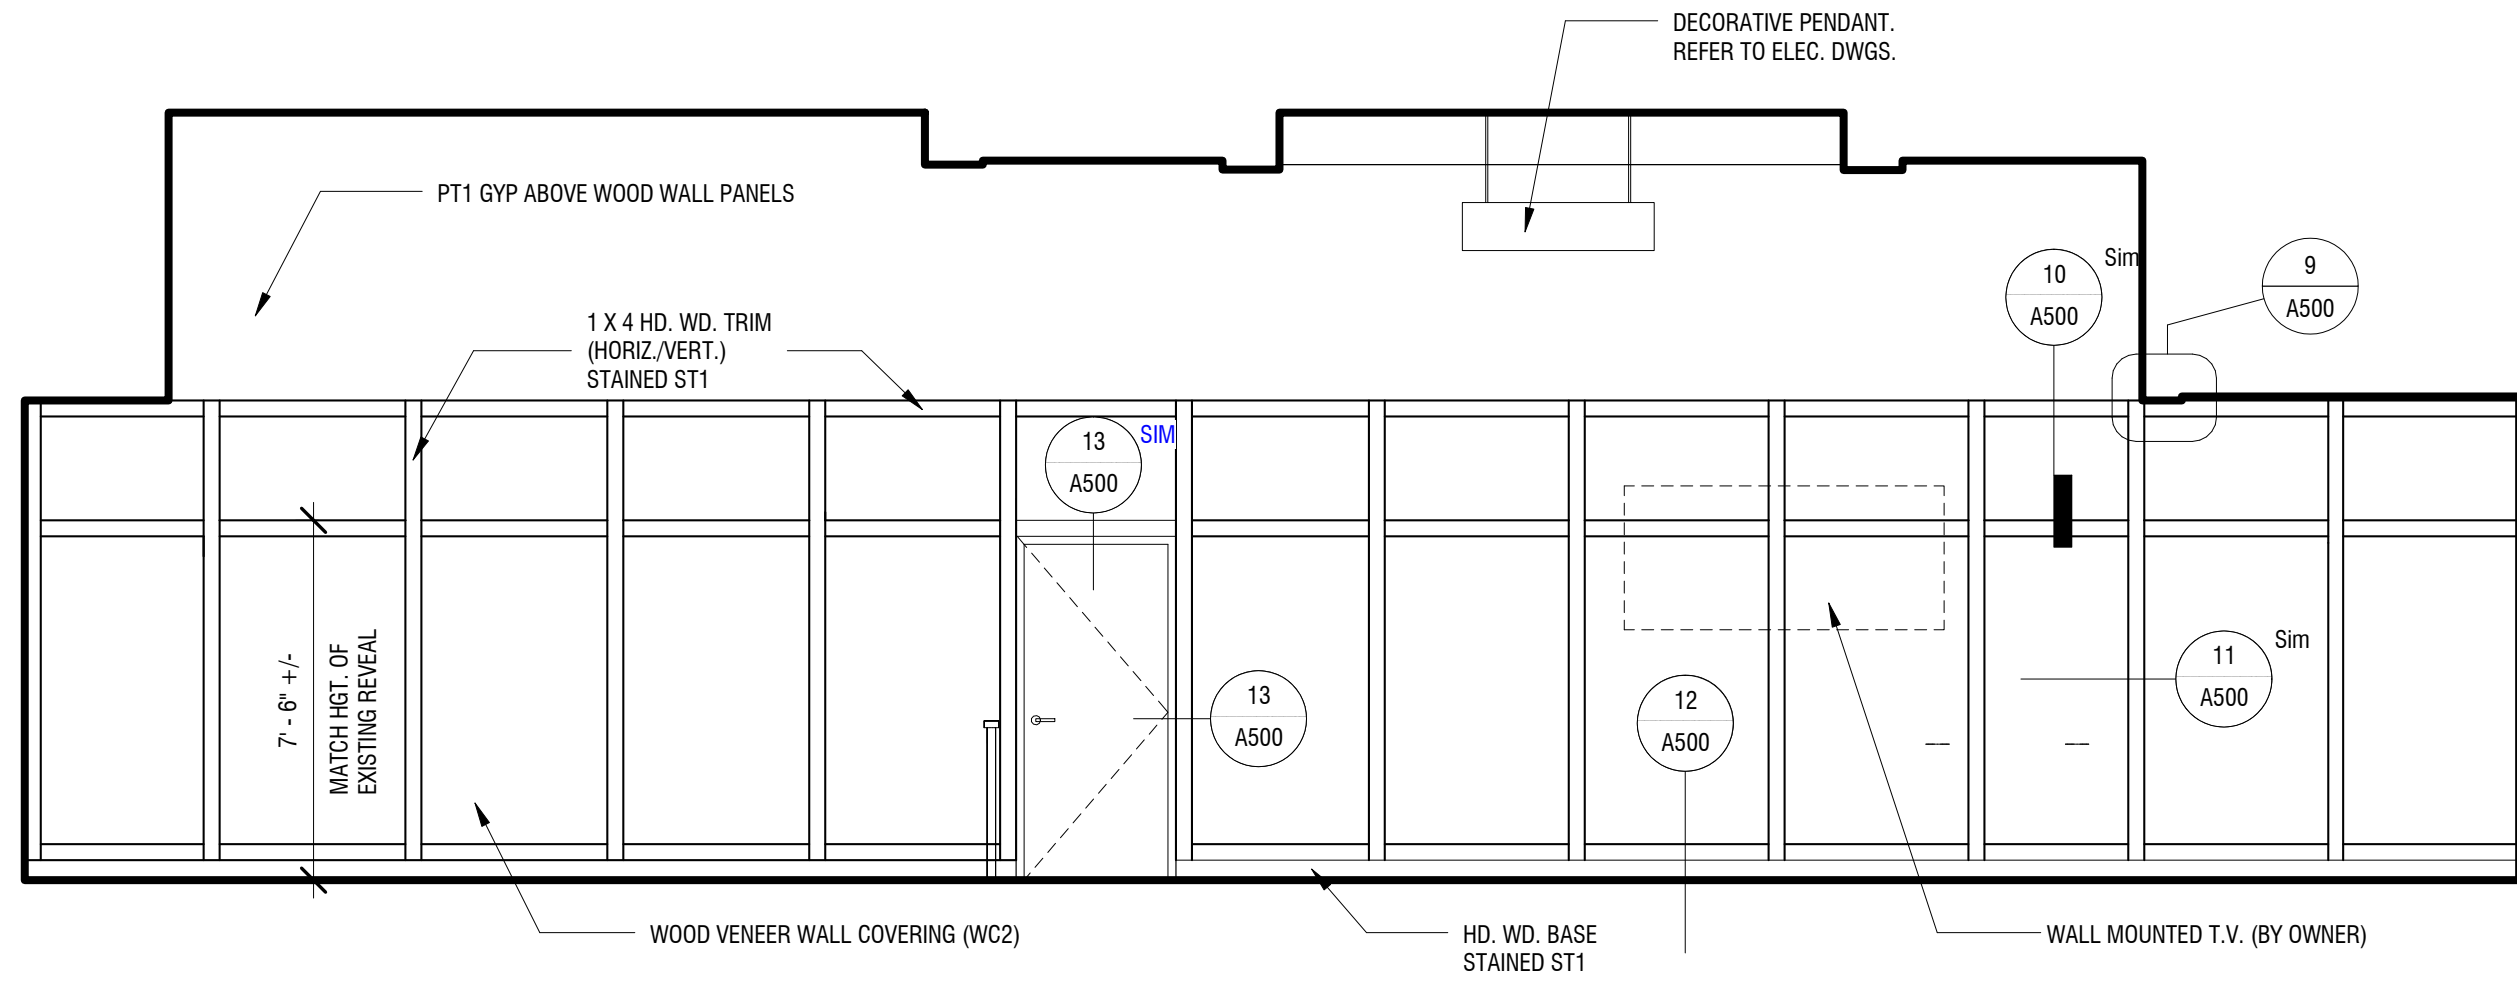 DECORATIVE PENDANT.
REFER TO ELEC. DWGS.
PT1 GYP ABOVE WOOD WALL PANELS
10
A500
Sim
9
A500
1 X 4 HD. WD. TRIM
(HORIZ./VERT.)
STAINED ST1
13
A500
SIM
7' - 6" +/-
MATCH HGT. OF
EXISTING REVEAL
13
A500
12
A500
11
A500
Sim
WOOD VENEER WALL COVERING (WC2)
HD. WD. BASE
STAINED ST1
WALL MOUNTED T.V. (BY OWNER)